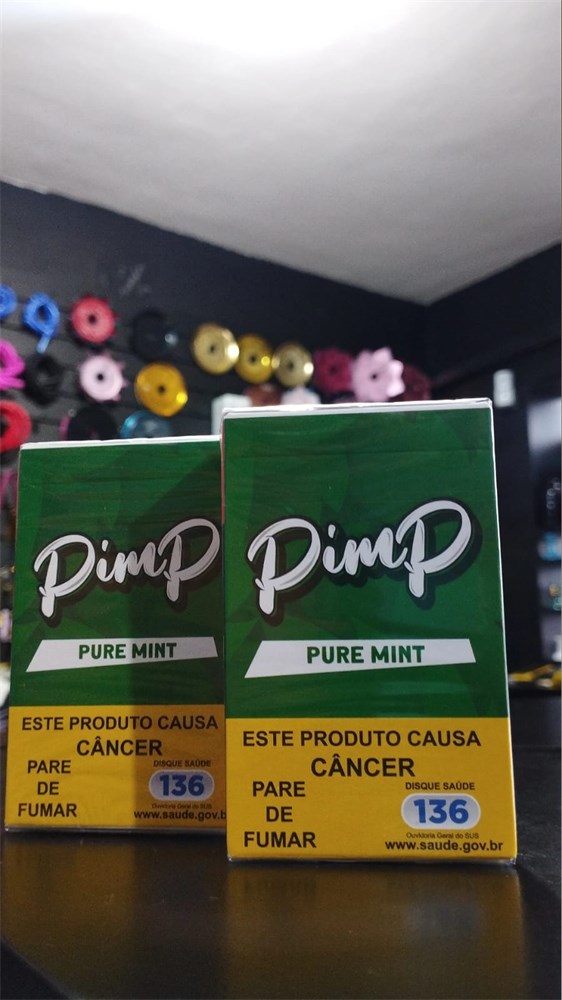 PimP
PURE MINT
ESTE PRODUTO CAUSA
CÂNCER
PARE
DE
FUMAR
DISQUE SAÚDE
136
Ouvidoria Geral do SUS
www.saude.gov.b
PimP
PURE MINT
ESTE PRODUTO CAUSA
CÂNCER
PARE
DE
FUMAR
DISQUE SAÚDE
136
Ouvidoria Geral do SUS
www.saude.gov.br